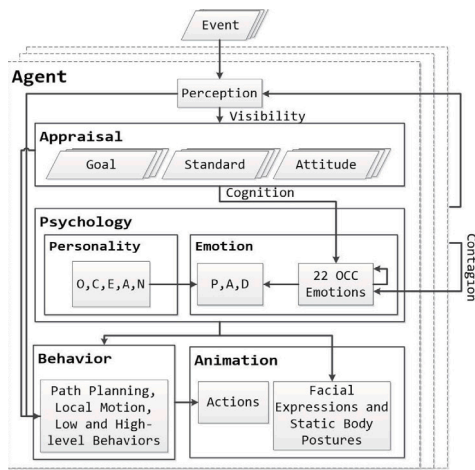 Event
Agent
Perception
Visibility
Appraisal
Goal
Standard
Attitude
Cognition
Psychology
Personality
Emotion
O,C,E,A,N
P,A,D
22 OCC
Emotions
Contagion
Behavior
Animation
Path Planning,
Local Motion,
Low and High-
level Behaviors
Actions
Facial
Expressions and
Static Body
Postures